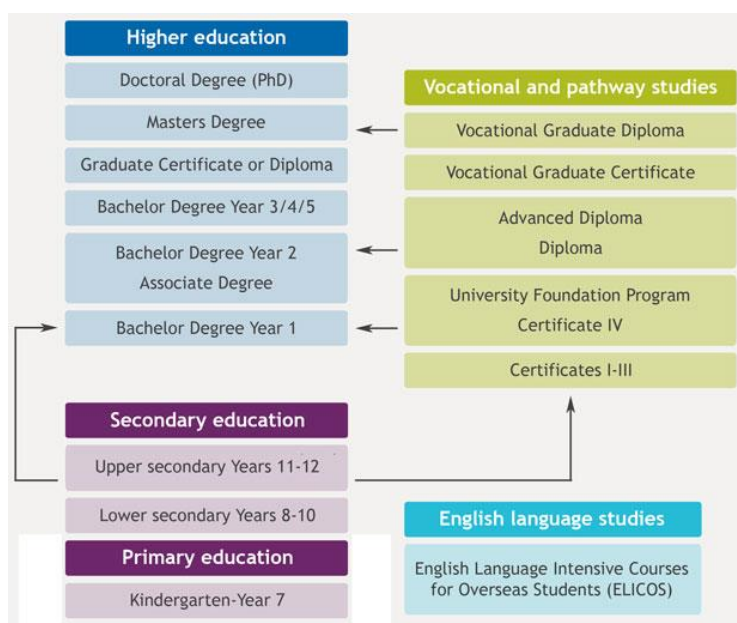 Higher education
Doctoral Degree (PhD)
Masters Degree
Graduate Certificate or Diploma
Bachelor Degree Year 3/4/5
Bachelor Degree Year 2
Associate Degree
Bachelor Degree Year 1
Vocational and pathway studies
Vocational Graduate Diploma
Vocational Graduate Certificate
Advanced Diploma
Diploma
University Foundation Program
Certificate IV
Certificates I-III
Secondary education
Upper secondary Years 11-12
Lower secondary Years 8-10
Primary education
Kindergarten-Year 7
English language studies
English Language Intensive Courses
for Overseas Students (ELICOS)